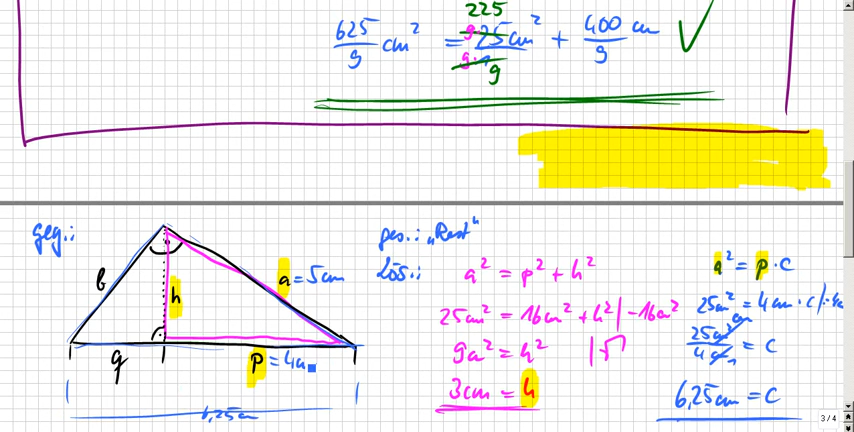 225
625/9 cm² = 25cm²/9 + 400/9 cm ✓
geg.:
ges.: "Rest"
Lös.:
b
h
a = 5cm
q
p = 4cm
6,25cm
a² = p² + h²
25cm² = 16cm² + h² | -16cm²
9cm² = h² | √
3cm = h
a² = p · c
25cm² = 4cm · c | : 4cm
25cm²/4cm = c
6,25cm = c
3 / 4